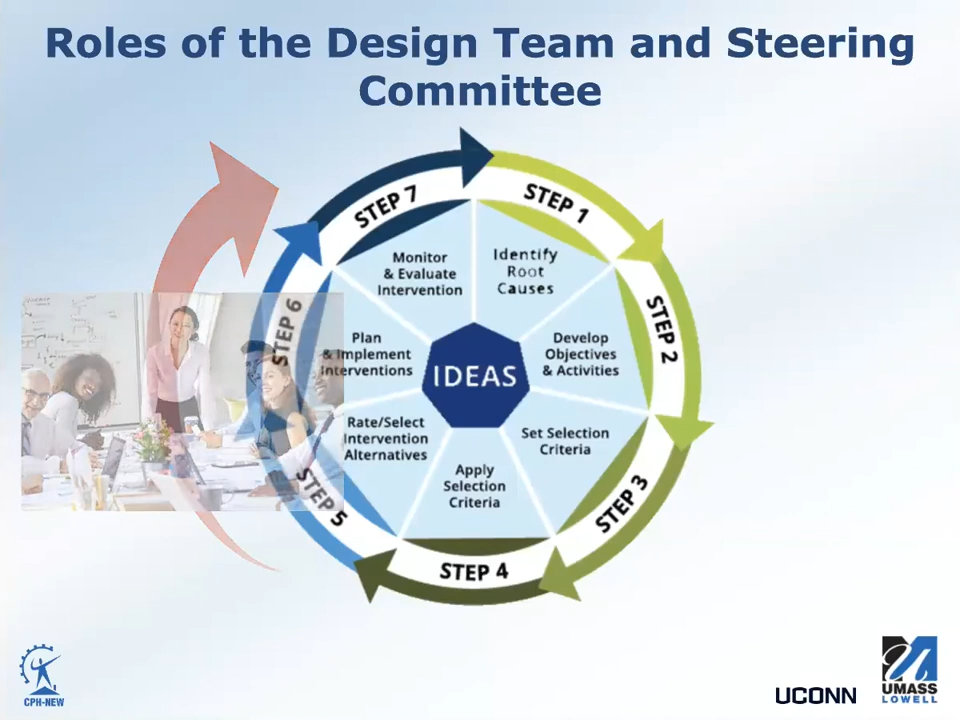 Roles of the Design Team and Steering
Committee
STEP 1
Identify
Root
Causes
STEP 2
Develop
Objectives
& Activities
STEP 3
Set Selection
Criteria
STEP 4
Apply
Selection
Criteria
STEP 5
Rate/Select
Intervention
Alternatives
STEP 6
Plan
& Implement
Interventions
STEP 7
Monitor
& Evaluate
Intervention
IDEAS
CPH-NEW
UCONN
UMASS
LOWELL